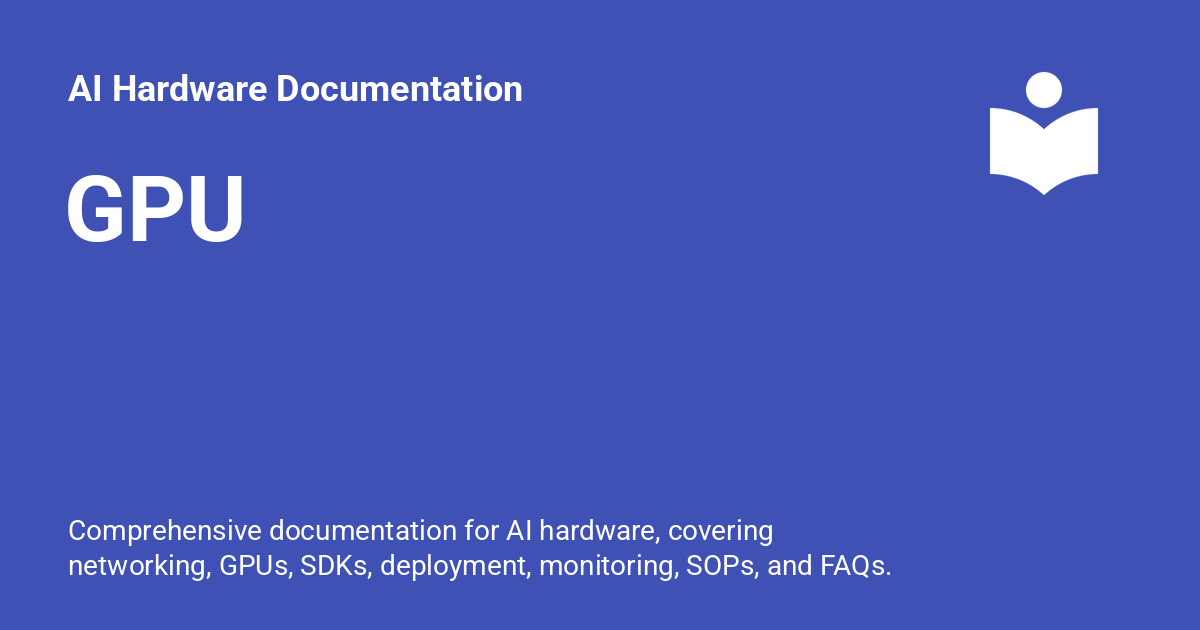 AI Hardware Documentation
GPU
Comprehensive documentation for AI hardware, covering
networking, GPUs, SDKs, deployment, monitoring, SOPs, and FAQs.